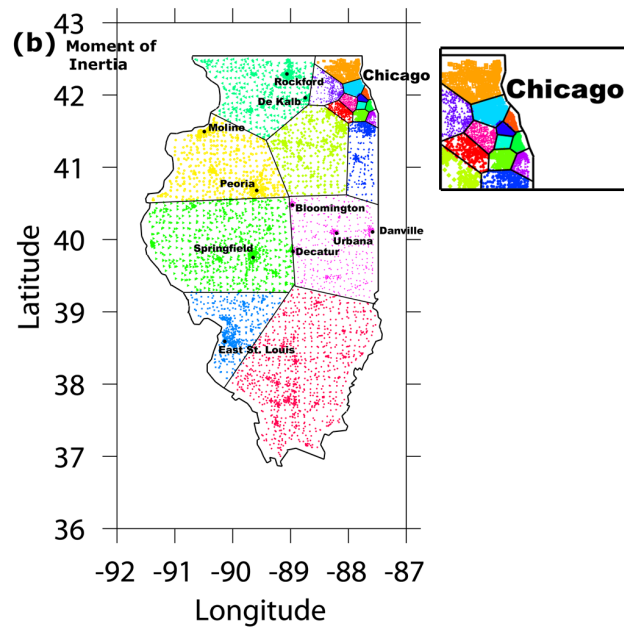 43
(b) Moment of
Inertia
Chicago
Rockford
42
De Kalb
Moline
41
Peoria
Bloomington
40
Danville
Urbana
Springfield
Decatur
39
East St. Louis
38
37
36
Latitude
-92 -91 -90 -89 -88 -87
Longitude
Chicago